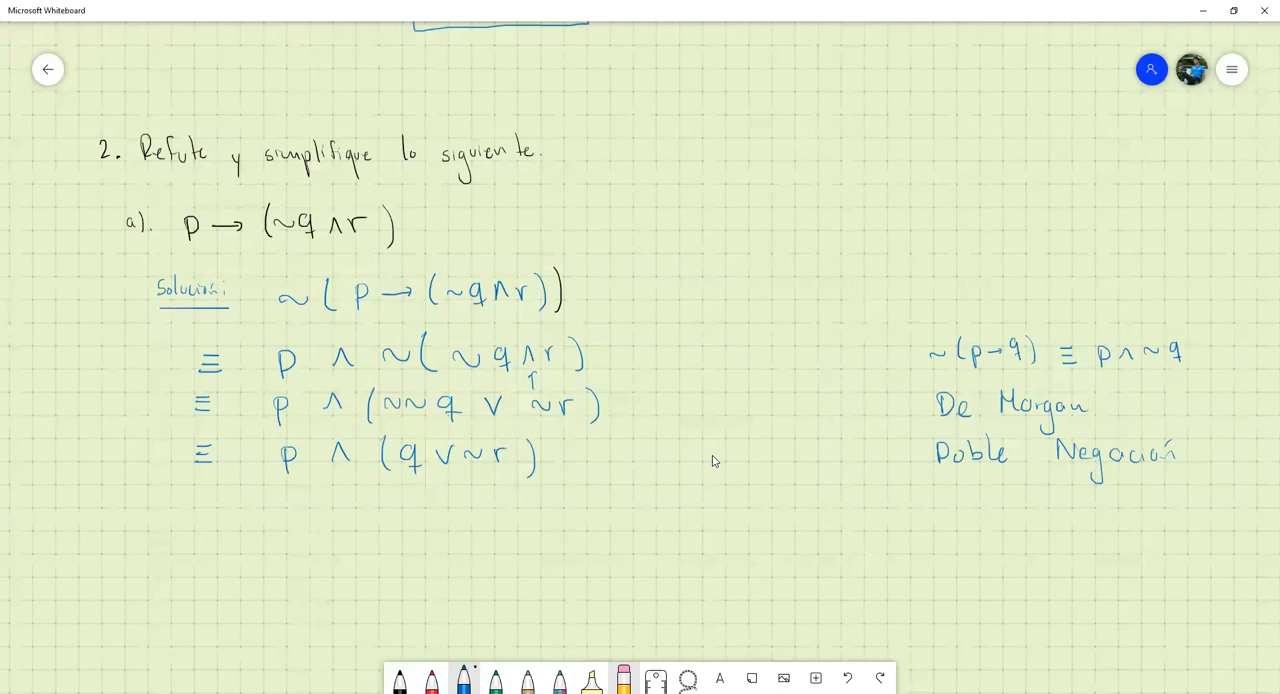 Microsoft Whiteboard
2. Refute y simplifique lo siguiente.
a). p → (~q ∧ r)
Solución: ~(p → (~q ∧ r))
≡ p ∧ ~(~q ∧ r) ~(p → q) ≡ p ∧ ~q
↑
≡ p ∧ (~~q ∨ ~r) De Morgan
≡ p ∧ (q ∨ ~r) Doble Negación
A